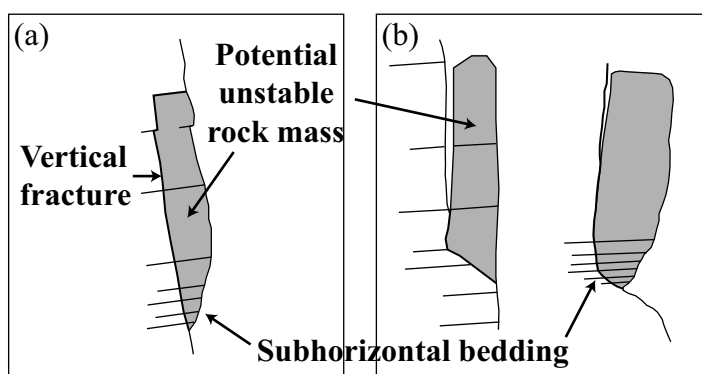 (a)
(b)
Potential
unstable
rock mass
Vertical
fracture
Subhorizontal bedding